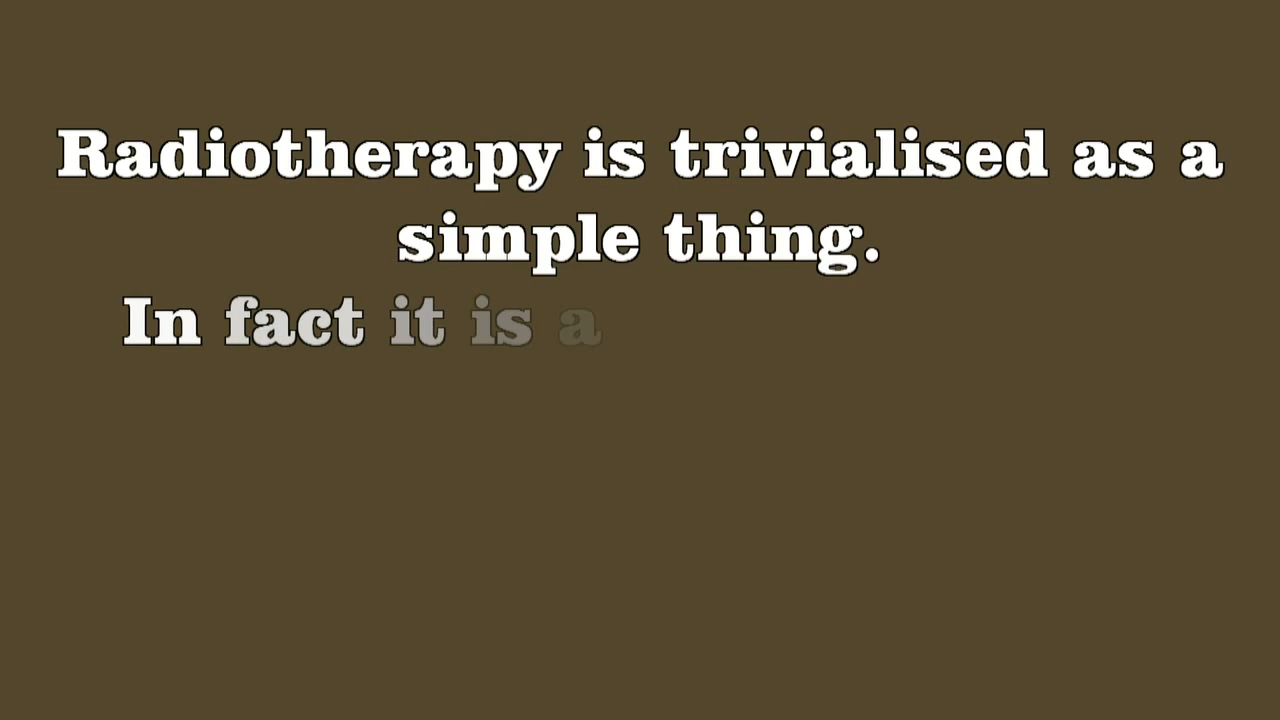 Radiotherapy is trivialised as a
simple thing.
In fact it is a